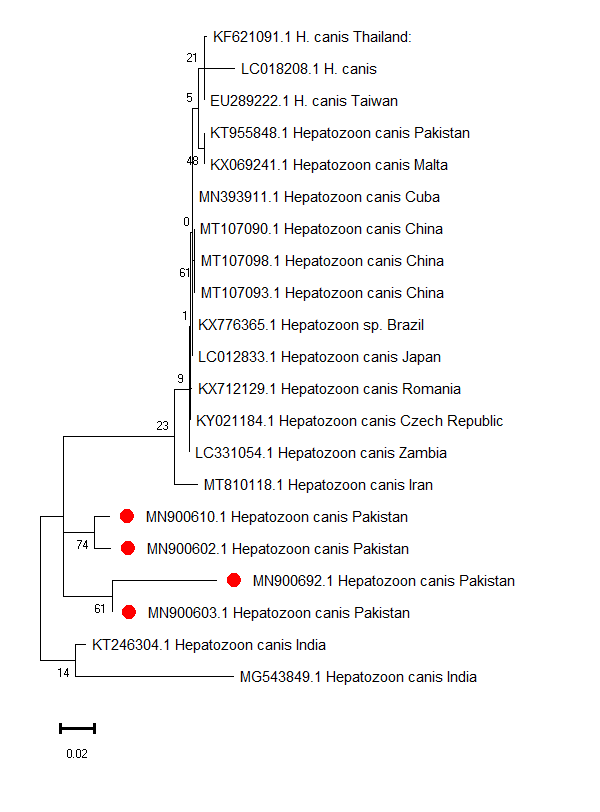 KF621091.1 H. canis Thailand:
21
LC018208.1 H. canis
5
EU289222.1 H. canis Taiwan
KT955848.1 Hepatozoon canis Pakistan
48
KX069241.1 Hepatozoon canis Malta
MN393911.1 Hepatozoon canis Cuba
0
MT107090.1 Hepatozoon canis China
MT107098.1 Hepatozoon canis China
61
MT107093.1 Hepatozoon canis China
1
KX776365.1 Hepatozoon sp. Brazil
LC012833.1 Hepatozoon canis Japan
9
KX712129.1 Hepatozoon canis Romania
KY021184.1 Hepatozoon canis Czech Republic
23
LC331054.1 Hepatozoon canis Zambia
MT810118.1 Hepatozoon canis Iran
MN900610.1 Hepatozoon canis Pakistan
74
MN900602.1 Hepatozoon canis Pakistan
MN900692.1 Hepatozoon canis Pakistan
61
MN900603.1 Hepatozoon canis Pakistan
KT246304.1 Hepatozoon canis India
14
MG543849.1 Hepatozoon canis India
0.02